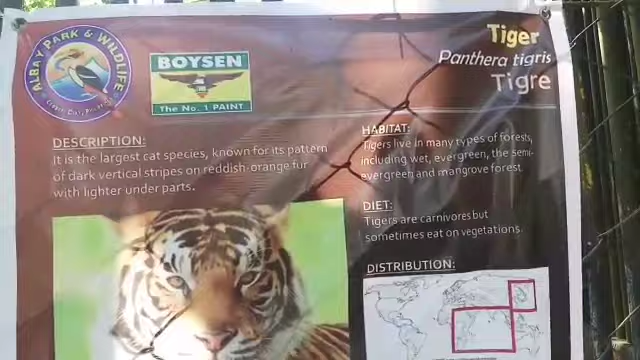 ALBAY PARK & WILDLIFE
BOYSEN
The No. 1 PAINT
Tiger
Panthera tigris
Tigre
DESCRIPTION:
It is the largest cat species, known for its pattern
of dark vertical stripes on reddish-orange fur
with lighter under parts.
HABITAT:
Tigers live in many types of forests,
including wet, evergreen, the semi-
evergreen and mangrove forest.
DIET:
Tigers are carnivores but
sometimes eat on vegetations.
DISTRIBUTION: